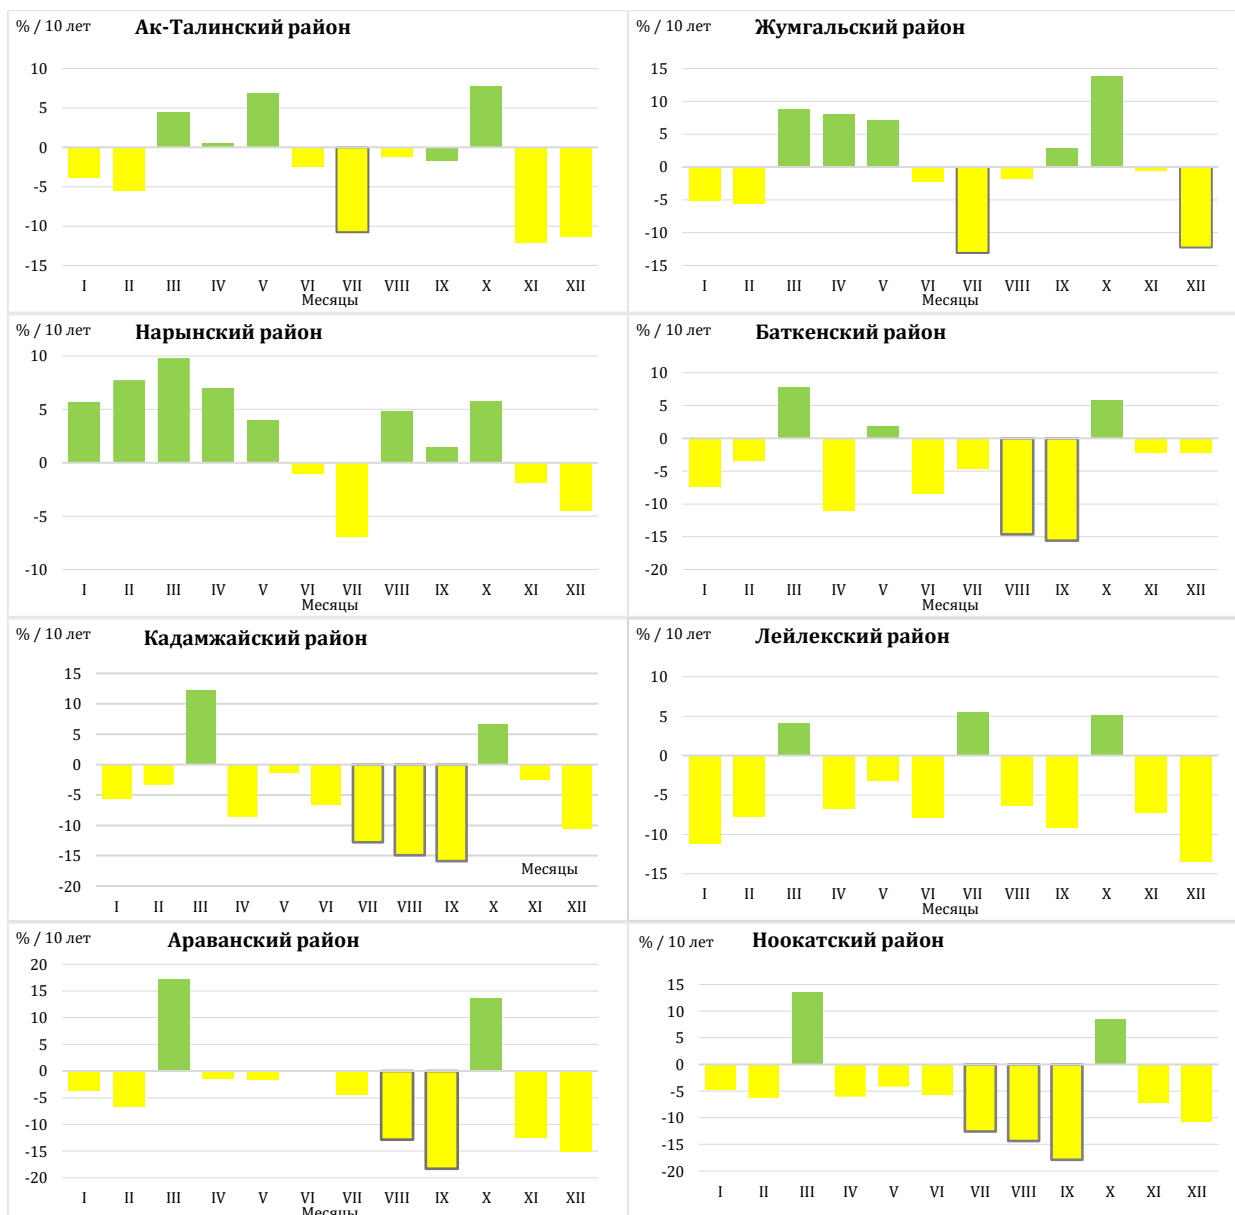 % / 10 лет
Ак-Талинский район
10
5
0
-5
-10
-15
I II III IV V VI VII VIII IX X XI XII
Месяцы
% / 10 лет
Жумгальский район
15
10
5
0
-5
-10
-15
I II III IV V VI VII VIII IX X XI XII
Месяцы
% / 10 лет
Нарынский район
10
5
0
-5
-10
I II III IV V VI VII VIII IX X XI XII
Месяцы
% / 10 лет
Баткенский район
10
5
0
-5
-10
-15
-20
I II III IV V VI VII VIII IX X XI XII
Месяцы
% / 10 лет
Кадамжайский район
15
10
5
0
-5
-10
-15
-20
Месяцы
I II III IV V VI VII VIII IX X XI XII
% / 10 лет
Лейлекский район
10
5
0
-5
-10
-15
I II III IV V VI VII VIII IX X XI XII
Месяцы
% / 10 лет
Араванский район
20
15
10
5
0
-5
-10
-15
-20
I II III IV V VI VII VIII IX X XI XII
Месяцы
% / 10 лет
Ноокатский район
15
10
5
0
-5
-10
-15
-20
I II III IV V VI VII VIII IX X XI XII